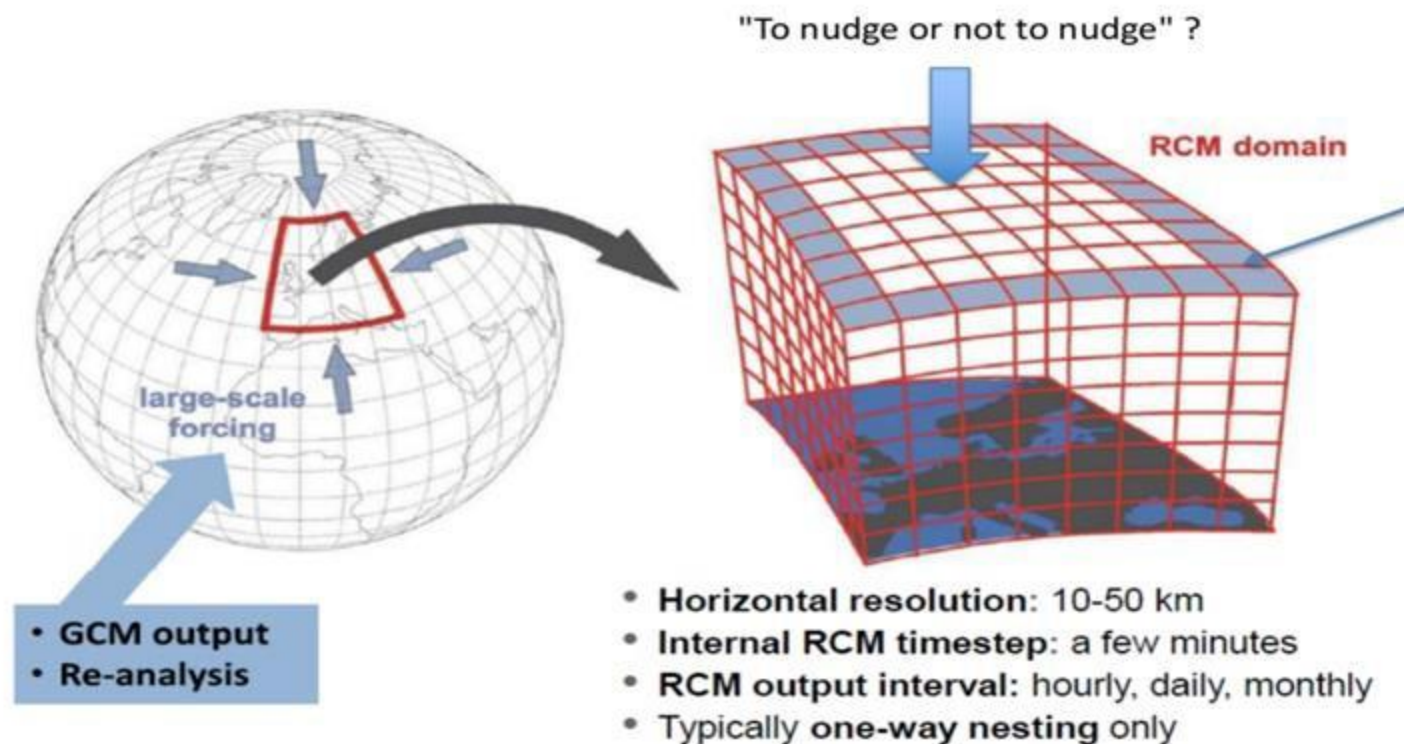 "To nudge or not to nudge" ?
RCM domain
large-scale
forcing
• GCM output
• Re-analysis
• Horizontal resolution: 10-50 km
• Internal RCM timestep: a few minutes
• RCM output interval: hourly, daily, monthly
• Typically one-way nesting only